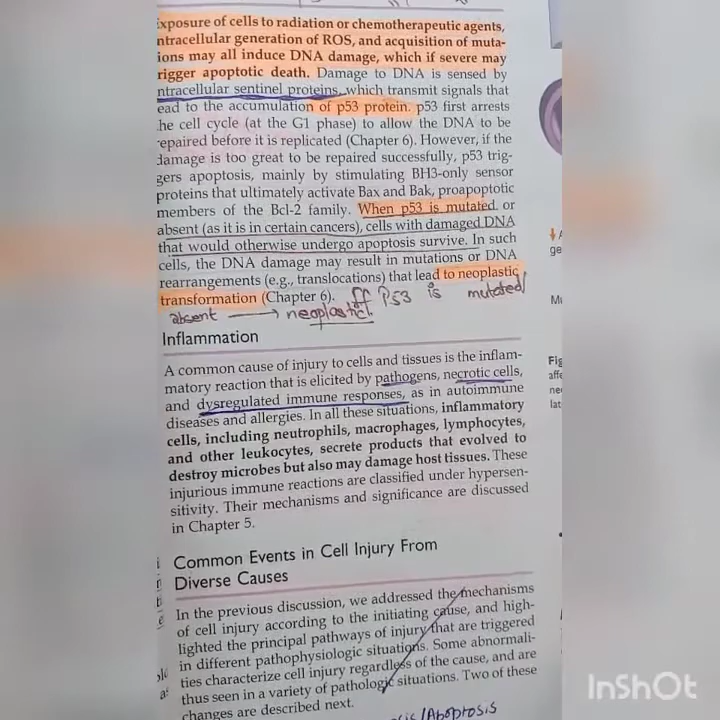 xposure of cells to radiation or chemotherapeutic agents,
ntracellular generation of ROS, and acquisition of muta-
ions may all induce DNA damage, which if severe may
rigger apoptotic death. Damage to DNA is sensed by
ntracellular sentinel proteins, which transmit signals that
ead to the accumulation of p53 protein. p53 first arrests
he cell cycle (at the G1 phase) to allow the DNA to be
repaired before it is replicated (Chapter 6). However, if the
damage is too great to be repaired successfully, p53 trig-
gers apoptosis, mainly by stimulating BH3-only sensor
proteins that ultimately activate Bax and Bak, proapoptotic
members of the Bcl-2 family. When p53 is mutated or
absent (as it is in certain cancers), cells with damaged DNA
that would otherwise undergo apoptosis survive. In such
cells, the DNA damage may result in mutations or DNA
rearrangements (e.g., translocations) that lead to neoplastic
transformation (Chapter 6). If P53 is mutated/
absent → neoplastic.
Inflammation
A common cause of injury to cells and tissues is the inflam-
matory reaction that is elicited by pathogens, necrotic cells,
and dysregulated immune responses, as in autoimmune
diseases and allergies. In all these situations, inflammatory
cells, including neutrophils, macrophages, lymphocytes,
and other leukocytes, secrete products that evolved to
destroy microbes but also may damage host tissues. These
injurious immune reactions are classified under hypersen-
sitivity. Their mechanisms and significance are discussed
in Chapter 5.
Common Events in Cell Injury From
Diverse Causes
In the previous discussion, we addressed the mechanisms
of cell injury according to the initiating cause, and high-
lighted the principal pathways of injury that are triggered
in different pathophysiologic situations. Some abnormali-
ties characterize cell injury regardless of the cause, and are
thus seen in a variety of pathologic situations. Two of these
changes are described next.
sis/Apoptosis
A
ge
Mu
Fig
affe
nec
lat
InShOt